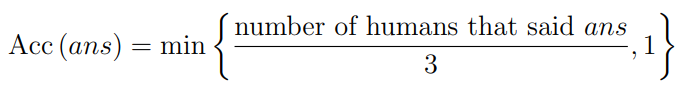 Acc (ans) = min { number of humans that said ans / 3 , 1 }